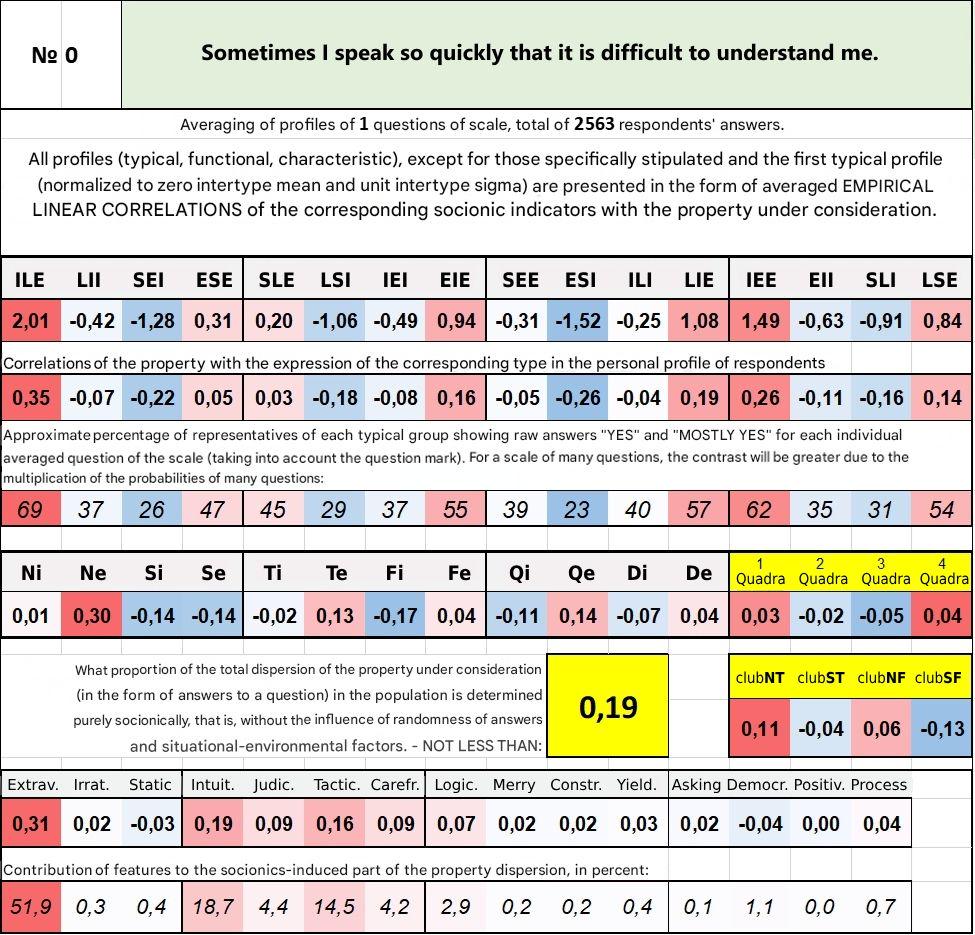 № 0
Sometimes I speak so quickly that it is difficult to understand me.
Averaging of profiles of 1 questions of scale, total of 2563 respondents' answers.
All profiles (typical, functional, characteristic), except for those specifically stipulated and the first typical profile
(normalized to zero intertype mean and unit intertype sigma) are presented in the form of averaged EMPIRICAL
LINEAR CORRELATIONS of the corresponding socionic indicators with the property under consideration.
ILE LII SEI ESE SLE LSI IEI EIE SEE ESI ILI LIE IEE EII SLI LSE
2,01 -0,42 -1,28 0,31 0,20 -1,06 -0,49 0,94 -0,31 -1,52 -0,25 1,08 1,49 -0,63 -0,91 0,84
Correlations of the property with the expression of the corresponding type in the personal profile of respondents
0,35 -0,07 -0,22 0,05 0,03 -0,18 -0,08 0,16 -0,05 -0,26 -0,04 0,19 0,26 -0,11 -0,16 0,14
Approximate percentage of representatives of each typical group showing raw answers "YES" and "MOSTLY YES" for each individual
averaged question of the scale (taking into account the question mark). For a scale of many questions, the contrast will be greater due to the
multiplication of the probabilities of many questions:
69 37 26 47 45 29 37 55 39 23 40 57 62 35 31 54
Ni Ne Si Se Ti Te Fi Fe Qi Qe Di De 1 Quadra 2 Quadra 3 Quadra 4 Quadra
0,01 0,30 -0,14 -0,14 -0,02 0,13 -0,17 0,04 -0,11 0,14 -0,07 0,04 0,03 -0,02 -0,05 0,04
What proportion of the total dispersion of the property under consideration
(in the form of answers to a question) in the population is determined
purely socionically, that is, without the influence of randomness of answers
and situational-environmental factors. - NOT LESS THAN:
0,19
clubNT clubST clubNF clubSF
0,11 -0,04 0,06 -0,13
Extrav. Irrat. Static Intuit. Judic. Tactic. Carefr. Logic. Merry Constr. Yield. Asking Democr. Positiv. Process
0,31 0,02 -0,03 0,19 0,09 0,16 0,09 0,07 0,02 0,02 0,03 0,02 -0,04 0,00 0,04
Contribution of features to the socionics-induced part of the property dispersion, in percent:
51,9 0,3 0,4 18,7 4,4 14,5 4,2 2,9 0,2 0,2 0,4 0,1 1,1 0,0 0,7